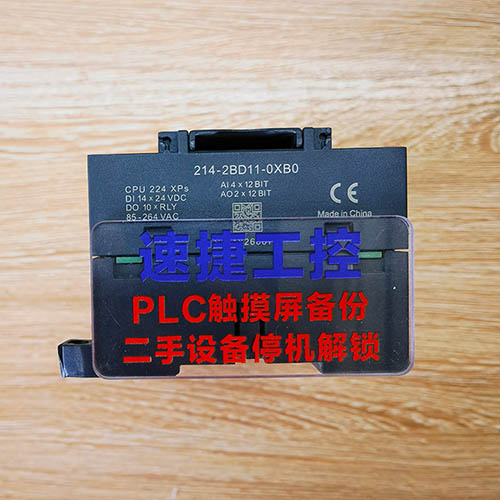 214-2BD11-0XB0
CPU 224 XPs
DI 14 x 24 VDC
DO 10 x RLY
85-264 VAC
AI 4 x 12 BIT
AO 2 x 12 BIT
CE
Made in China
速捷工控
PLC触摸屏备份
二手设备停机解锁